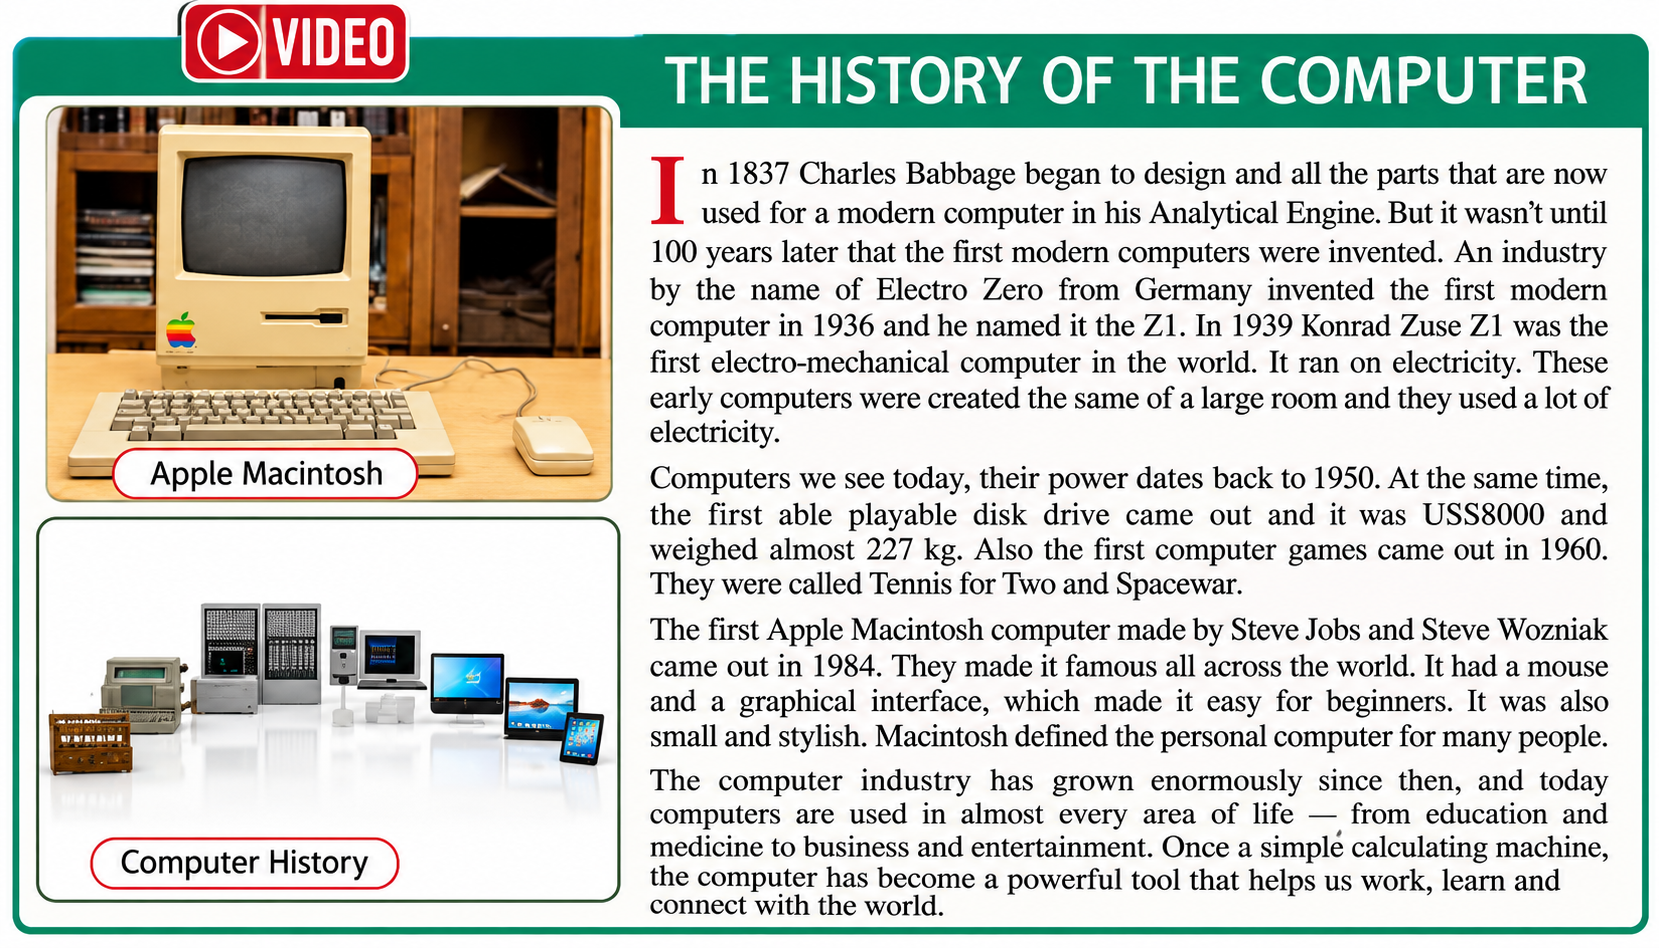 VIDEO
THE HISTORY OF THE COMPUTER
Apple Macintosh
Computer History
In 1837 Charles Babbage began to design and all the parts that are now
used for a modern computer in his Analytical Engine. But it wasn't until
100 years later that the first modern computers were invented. An industry
by the name of Electro Zero from Germany invented the first modern
computer in 1936 and he named it the Z1. In 1939 Konrad Zuse Z1 was the
first electro-mechanical computer in the world. It ran on electricity. These
early computers were created the same of a large room and they used a lot of
electricity.
Computers we see today, their power dates back to 1950. At the same time,
the first able playable disk drive came out and it was USS8000 and
weighed almost 227 kg. Also the first computer games came out in 1960.
They were called Tennis for Two and Spacewar.
The first Apple Macintosh computer made by Steve Jobs and Steve Wozniak
came out in 1984. They made it famous all across the world. It had a mouse
and a graphical interface, which made it easy for beginners. It was also
small and stylish. Macintosh defined the personal computer for many people.
The computer industry has grown enormously since then, and today
computers are used in almost every area of life — from education and
medicine to business and entertainment. Once a simple calculating machine,
the computer has become a powerful tool that helps us work, learn and
connect with the world.